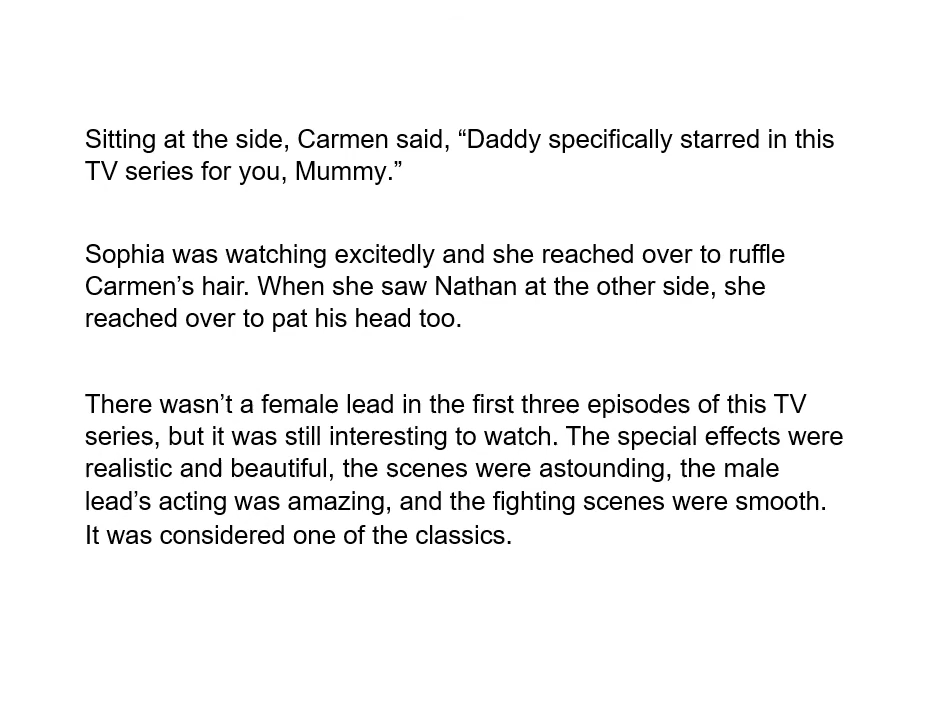 Sitting at the side, Carmen said, “Daddy specifically starred in this
TV series for you, Mummy.”
Sophia was watching excitedly and she reached over to ruffle
Carmen’s hair. When she saw Nathan at the other side, she
reached over to pat his head too.
There wasn’t a female lead in the first three episodes of this TV
series, but it was still interesting to watch. The special effects were
realistic and beautiful, the scenes were astounding, the male
lead’s acting was amazing, and the fighting scenes were smooth.
It was considered one of the classics.